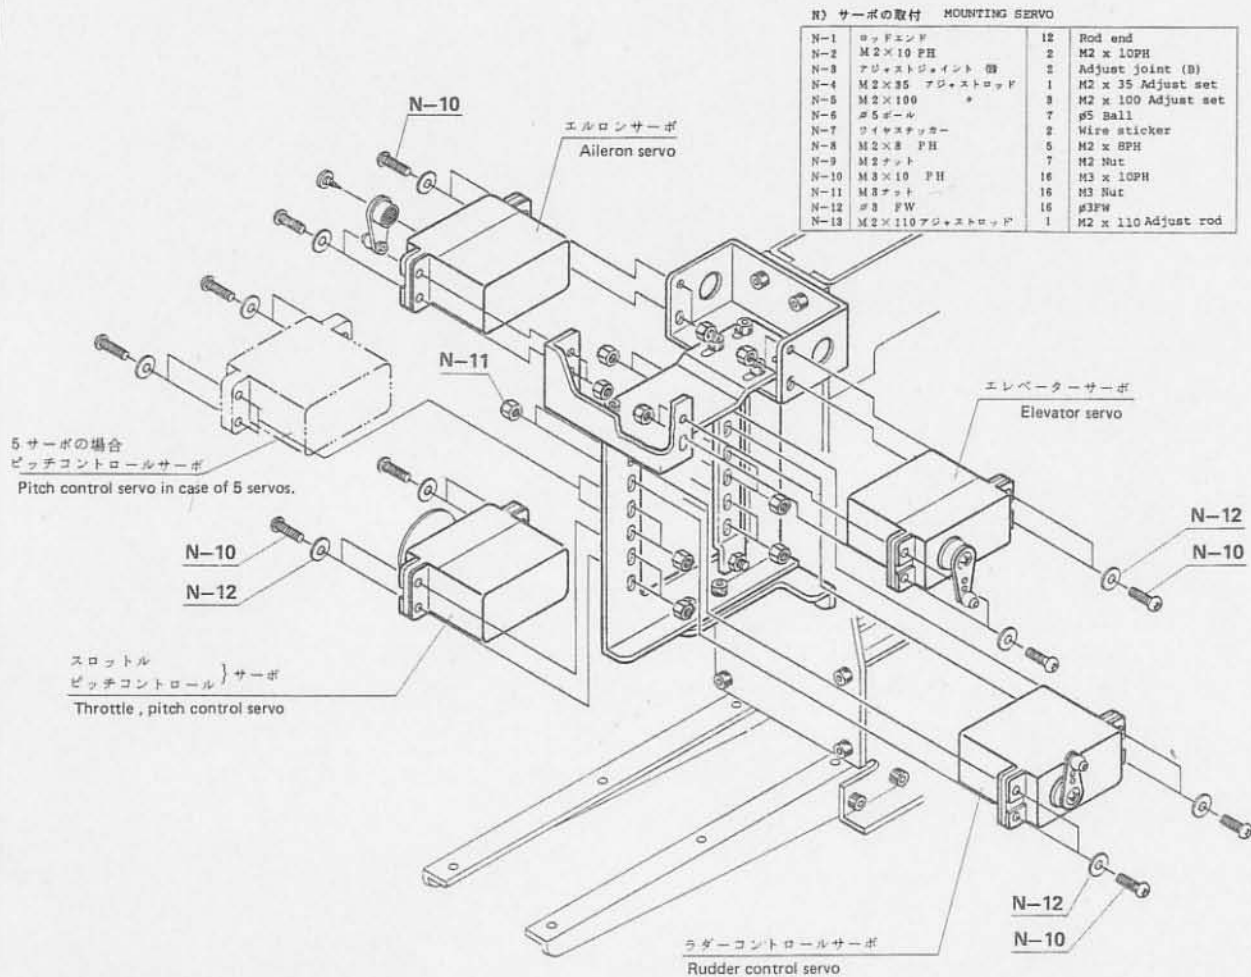 N) サーボの取付 MOUNTING SERVO
N-1 ロッドエンド 12 Rod end
N-2 M2×10 PH 2 M2 x 10PH
N-3 アジャストジョイント (B) 2 Adjust joint (B)
N-4 M2×35 アジャストロッド 1 M2 x 35 Adjust set
N-5 M2×100 〃 3 M2 x 100 Adjust set
N-6 ø5ボール 7 ø5 Ball
N-7 ワイヤステッカー 2 Wire sticker
N-8 M2×8 PH 5 M2 x 8PH
N-9 M2ナット 7 M2 Nut
N-10 M3×10 PH 16 M3 x 10PH
N-11 M3ナット 16 M3 Nut
N-12 ø3 FW 16 ø3FW
N-13 M2×110アジャストロッド 1 M2 x 110 Adjust rod
N-10
エルロンサーボ
Aileron servo
N-11
エレベーターサーボ
Elevator servo
5サーボの場合
ピッチコントロールサーボ
Pitch control servo in case of 5 servos.
N-12
N-10
N-10
N-12
スロットル
ピッチコントロール }サーボ
Throttle , pitch control servo
N-12
N-10
ラダーコントロールサーボ
Rudder control servo